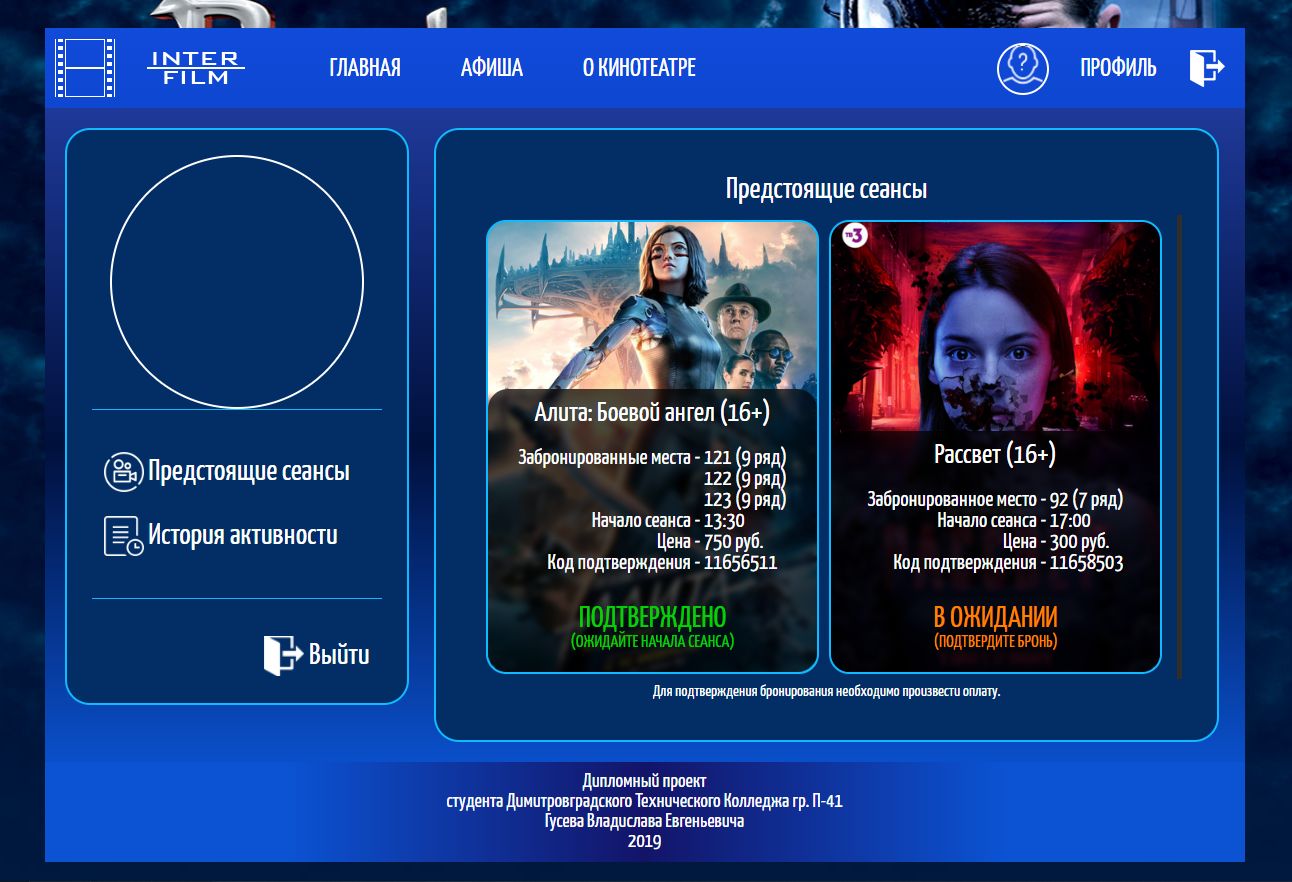 INTER
FILM
ГЛАВНАЯ
АФИША
О КИНОТЕАТРЕ
?
ПРОФИЛЬ
Предстоящие сеансы
История активности
Выйти
Предстоящие сеансы
Алита: Боевой ангел (16+)
Забронированные места - 121 (9 ряд)
122 (9 ряд)
123 (9 ряд)
Начало сеанса - 13:30
Цена - 750 руб.
Код подтверждения - 11656511
ПОДТВЕРЖДЕНО
(ОЖИДАЙТЕ НАЧАЛА СЕАНСА)
ТВ3
Рассвет (16+)
Забронированное место - 92 (7 ряд)
Начало сеанса - 17:00
Цена - 300 руб.
Код подтверждения - 11658503
В ОЖИДАНИИ
(ПОДТВЕРДИТЕ БРОНЬ)
Для подтверждения бронирования необходимо произвести оплату.
Дипломный проект
студента Димитровградского Технического Колледжа гр. П-41
Гусева Владислава Евгеньевича
2019